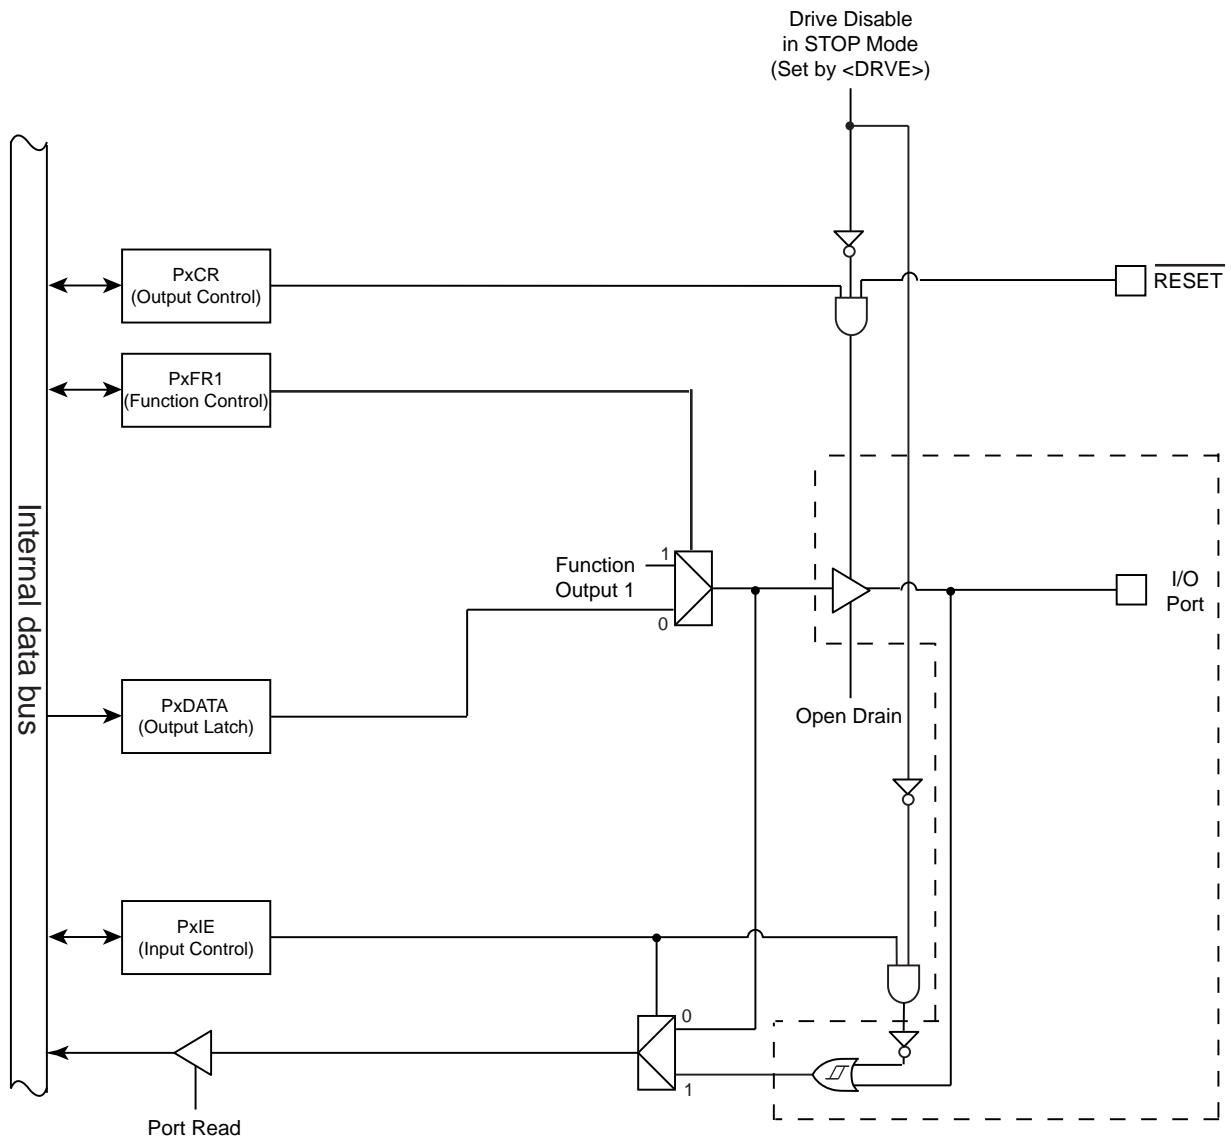 Drive Disable
in STOP Mode
(Set by <DRVE>)
PxCR
(Output Control)
RESET
PxFR1
(Function Control)
Internal data bus
1
Function
Output 1
0
I/O
Port
PxDATA
(Output Latch)
Open Drain
PxIE
(Input Control)
0
1
Port Read